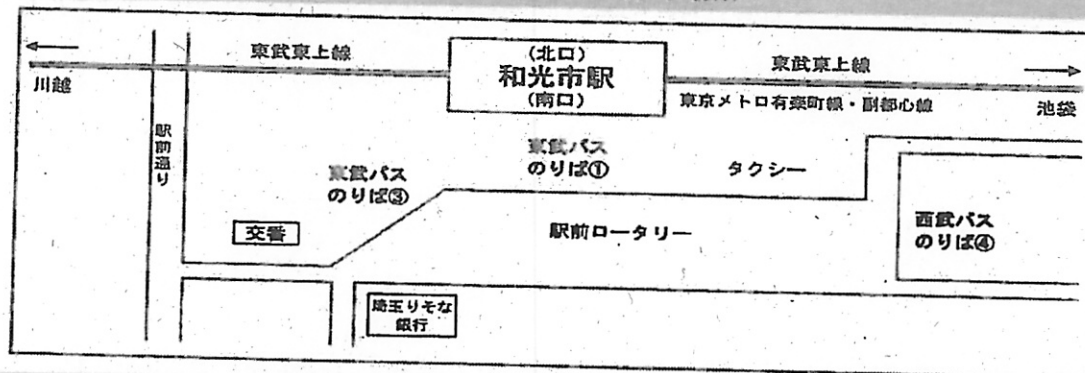 東武東上線
(北口)
和光市駅
(南口)
東武東上線
川越
東京メトロ有楽町線・副都心線
池袋
駅前通り
東武バス
のりば③
東武バス
のりば①
タクシー
交番
駅前ロータリー
西武バス
のりば④
埼玉りそな
銀行